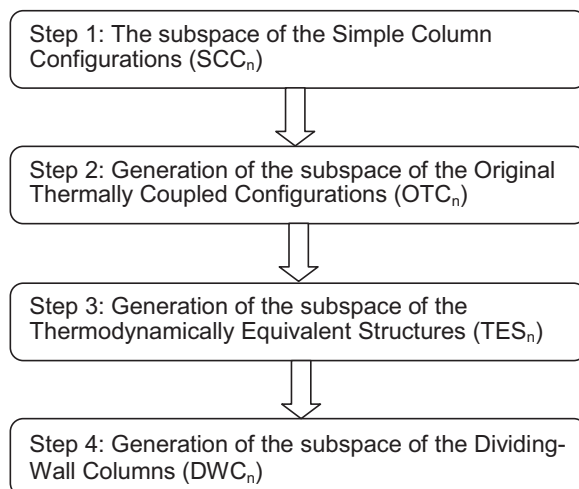 Step 1: The subspace of the Simple Column
Configurations (SCCₙ)
Step 2: Generation of the subspace of the Original
Thermally Coupled Configurations (OTCₙ)
Step 3: Generation of the subspace of the
Thermodynamically Equivalent Structures (TESₙ)
Step 4: Generation of the subspace of the Dividing-
Wall Columns (DWCₙ)